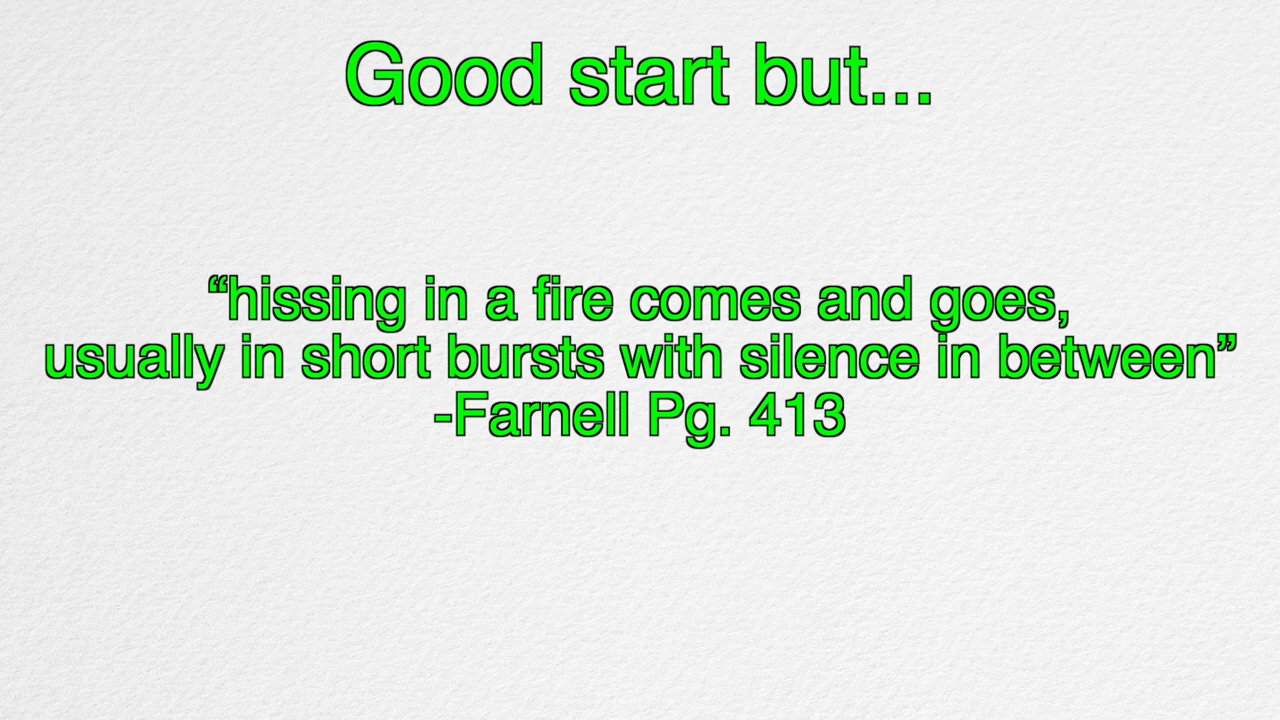 Good start but...
“hissing in a fire comes and goes,
usually in short bursts with silence in between”
-Farnell Pg. 413